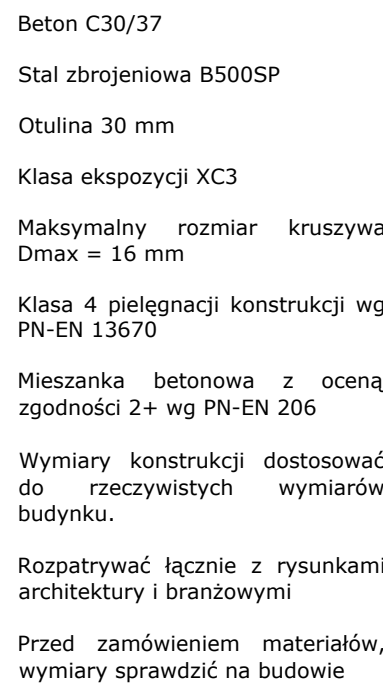 Beton C30/37
Stal zbrojeniowa B500SP
Otulina 30 mm
Klasa ekspozycji XC3
Maksymalny rozmiar kruszywa
Dmax = 16 mm
Klasa 4 pielęgnacji konstrukcji wg
PN-EN 13670
Mieszanka betonowa z oceną
zgodności 2+ wg PN-EN 206
Wymiary konstrukcji dostosować
do rzeczywistych wymiarów
budynku.
Rozpatrywać łącznie z rysunkami
architektury i branżowymi
Przed zamówieniem materiałów,
wymiary sprawdzić na budowie